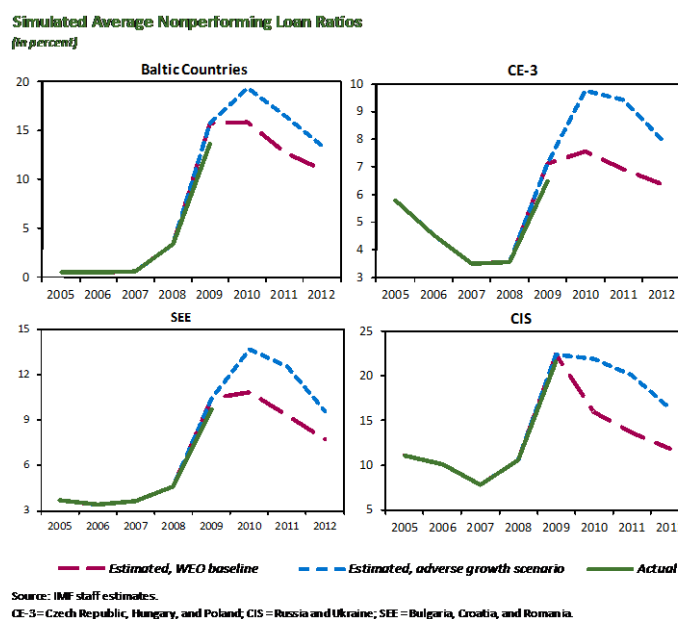 Simulated Average Nonperforming Loan Ratios
(In percent)
Baltic Countries
20
15
10
5
0
2005 2006 2007 2008 2009 2010 2011 2012
CE-3
10
9
8
7
6
5
4
3
2005 2006 2007 2008 2009 2010 2011 2012
SEE
15
12
9
6
3
2005 2006 2007 2008 2009 2010 2011 2012
CIS
25
20
15
10
5
2005 2006 2007 2008 2009 2010 2011 201
Estimated, WEO baseline Estimated, adverse growth scenario Actual
Source: IMF staff estimates.
CE-3 = Czech Republic, Hungary, and Poland; CIS = Russia and Ukraine; SEE = Bulgaria, Croatia, and Romania.